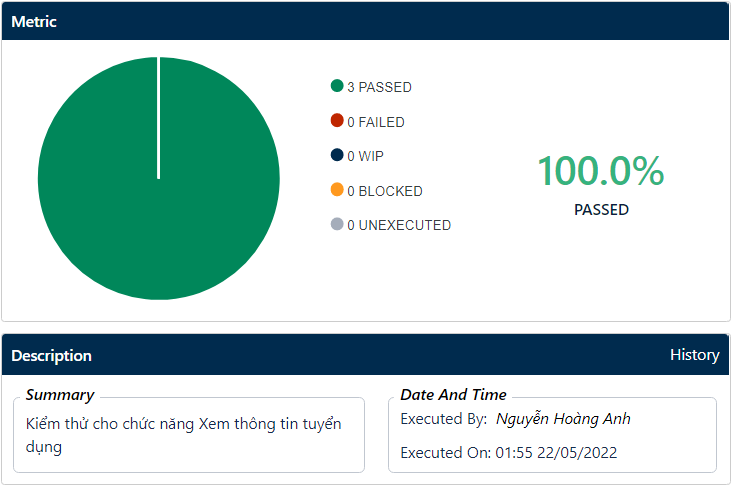 Metric
3 PASSED
0 FAILED
0 WIP
0 BLOCKED
0 UNEXECUTED
100.0%
PASSED
Description
History
Summary
Kiểm thử cho chức năng Xem thông tin tuyển
dụng
Date And Time
Executed By: Nguyễn Hoàng Anh
Executed On: 01:55 22/05/2022